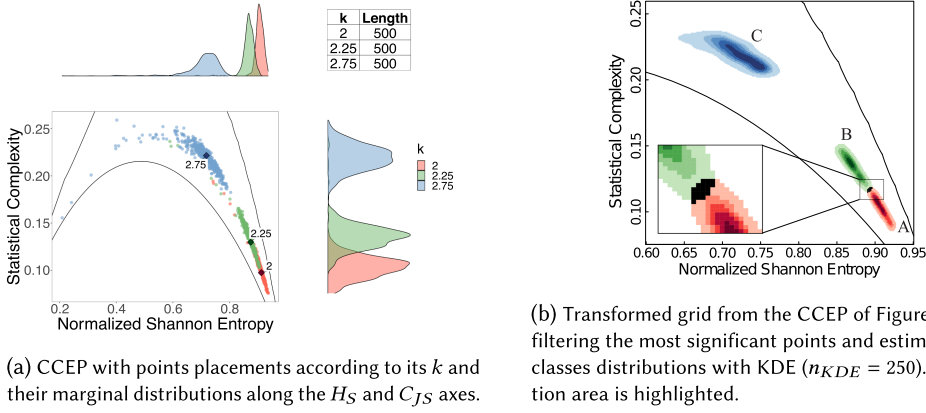 k Length
2 500
2.25 500
2.75 500
Statistical Complexity
0.25
0.20
0.15
0.10
2.75
2.25
2
0.2 0.4 0.6 0.8
Normalized Shannon Entropy
k
2
2.25
2.75
(a) CCEP with points placements according to its k and
their marginal distributions along the H_S and C_JS axes.
Statistical Complexity
0.25
0.20
0.15
0.10
C
B
A
0.60 0.65 0.70 0.75 0.80 0.85 0.90 0.95
Normalized Shannon Entropy
(b) Transformed grid from the CCEP of Figure
filtering the most significant points and estim
classes distributions with KDE (n_KDE = 250).
tion area is highlighted.